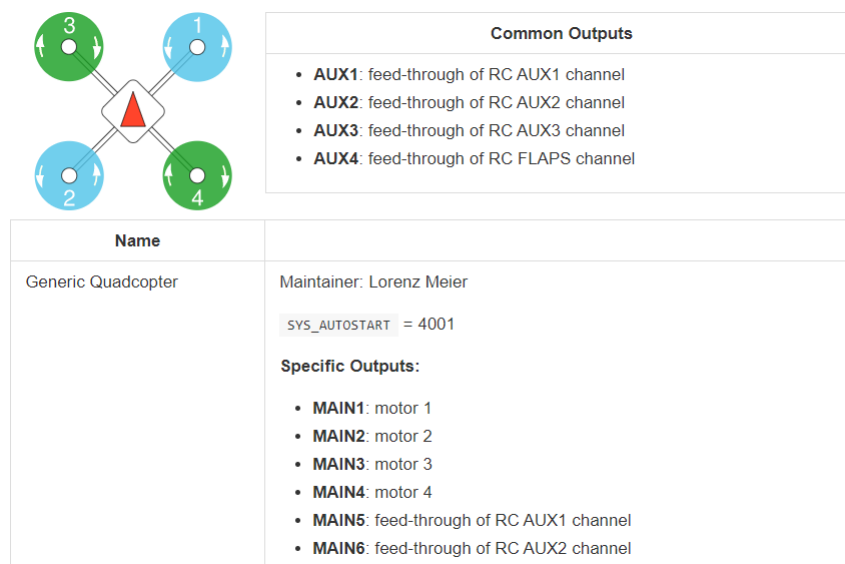 3
1
2
4
Common Outputs
• AUX1: feed-through of RC AUX1 channel
• AUX2: feed-through of RC AUX2 channel
• AUX3: feed-through of RC AUX3 channel
• AUX4: feed-through of RC FLAPS channel
Name
Generic Quadcopter
Maintainer: Lorenz Meier
SYS_AUTOSTART = 4001
Specific Outputs:
• MAIN1: motor 1
• MAIN2: motor 2
• MAIN3: motor 3
• MAIN4: motor 4
• MAIN5: feed-through of RC AUX1 channel
• MAIN6: feed-through of RC AUX2 channel